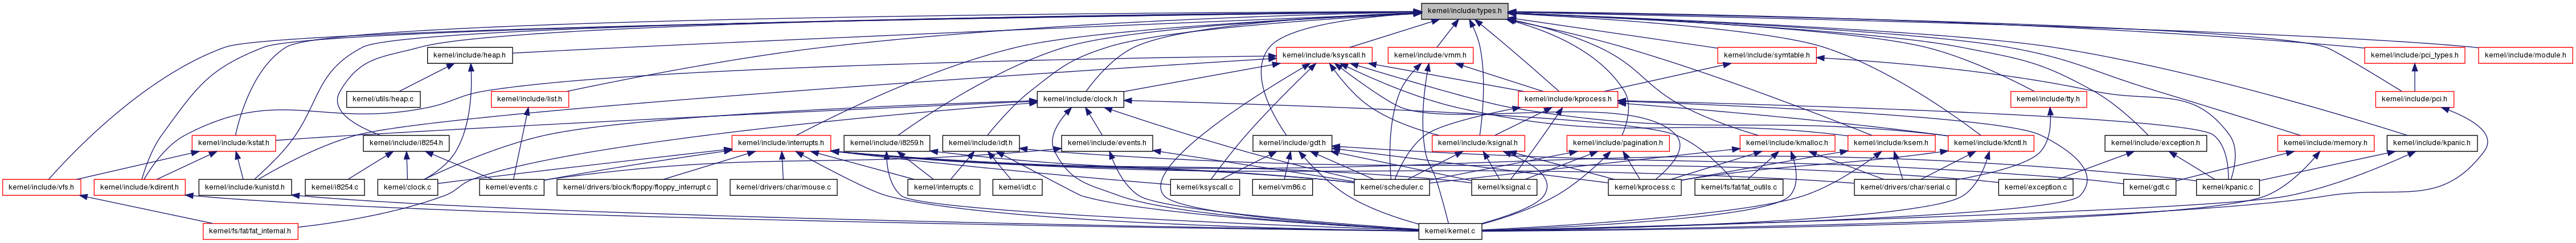 kernel/include/types.h
kernel/include/heap.h
kernel/include/ksyscall.h
kernel/include/vmm.h
kernel/include/symtable.h
kernel/include/pci_types.h
kernel/include/module.h
kernel/utils/heap.c
kernel/include/list.h
kernel/include/clock.h
kernel/include/kprocess.h
kernel/include/tty.h
kernel/include/pci.h
kernel/include/kstat.h
kernel/include/i8254.h
kernel/include/interrupts.h
kernel/include/i8259.h
kernel/include/idt.h
kernel/include/events.h
kernel/include/gdt.h
kernel/include/ksignal.h
kernel/include/pagination.h
kernel/include/kmalloc.h
kernel/include/ksem.h
kernel/include/kfcntl.h
kernel/include/exception.h
kernel/include/memory.h
kernel/include/kpanic.h
kernel/include/vfs.h
kernel/include/kdirent.h
kernel/include/kunistd.h
kernel/i8254.c
kernel/clock.c
kernel/events.c
kernel/drivers/block/floppy/floppy_interrupt.c
kernel/drivers/char/mouse.c
kernel/interrupts.c
kernel/idt.c
kernel/ksyscall.c
kernel/vm86.c
kernel/scheduler.c
kernel/ksignal.c
kernel/kprocess.c
kernel/fs/fat/fat_outils.c
kernel/drivers/char/serial.c
kernel/exception.c
kernel/gdt.c
kernel/kpanic.c
kernel/fs/fat/fat_internal.h
kernel/kernel.c